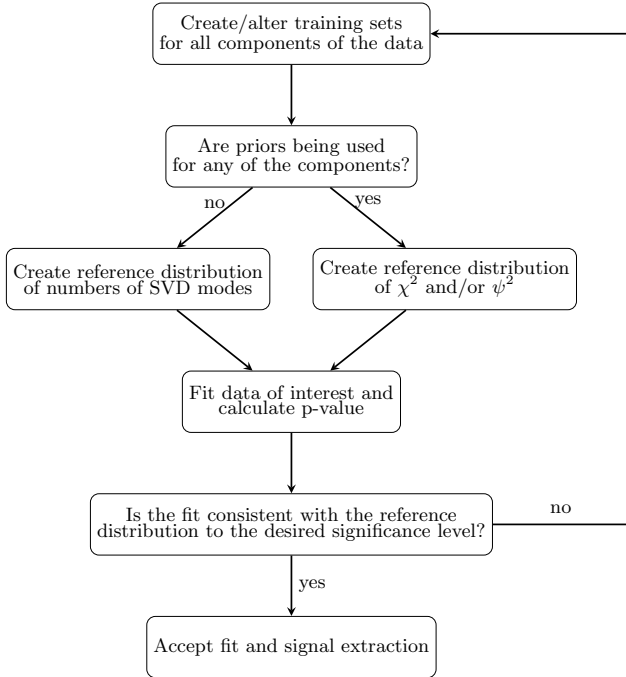 Create/alter training sets
for all components of the data
Are priors being used
for any of the components?
no
yes
Create reference distribution
of numbers of SVD modes
Create reference distribution
of χ² and/or ψ²
Fit data of interest and
calculate p-value
Is the fit consistent with the reference
distribution to the desired significance level?
no
yes
Accept fit and signal extraction